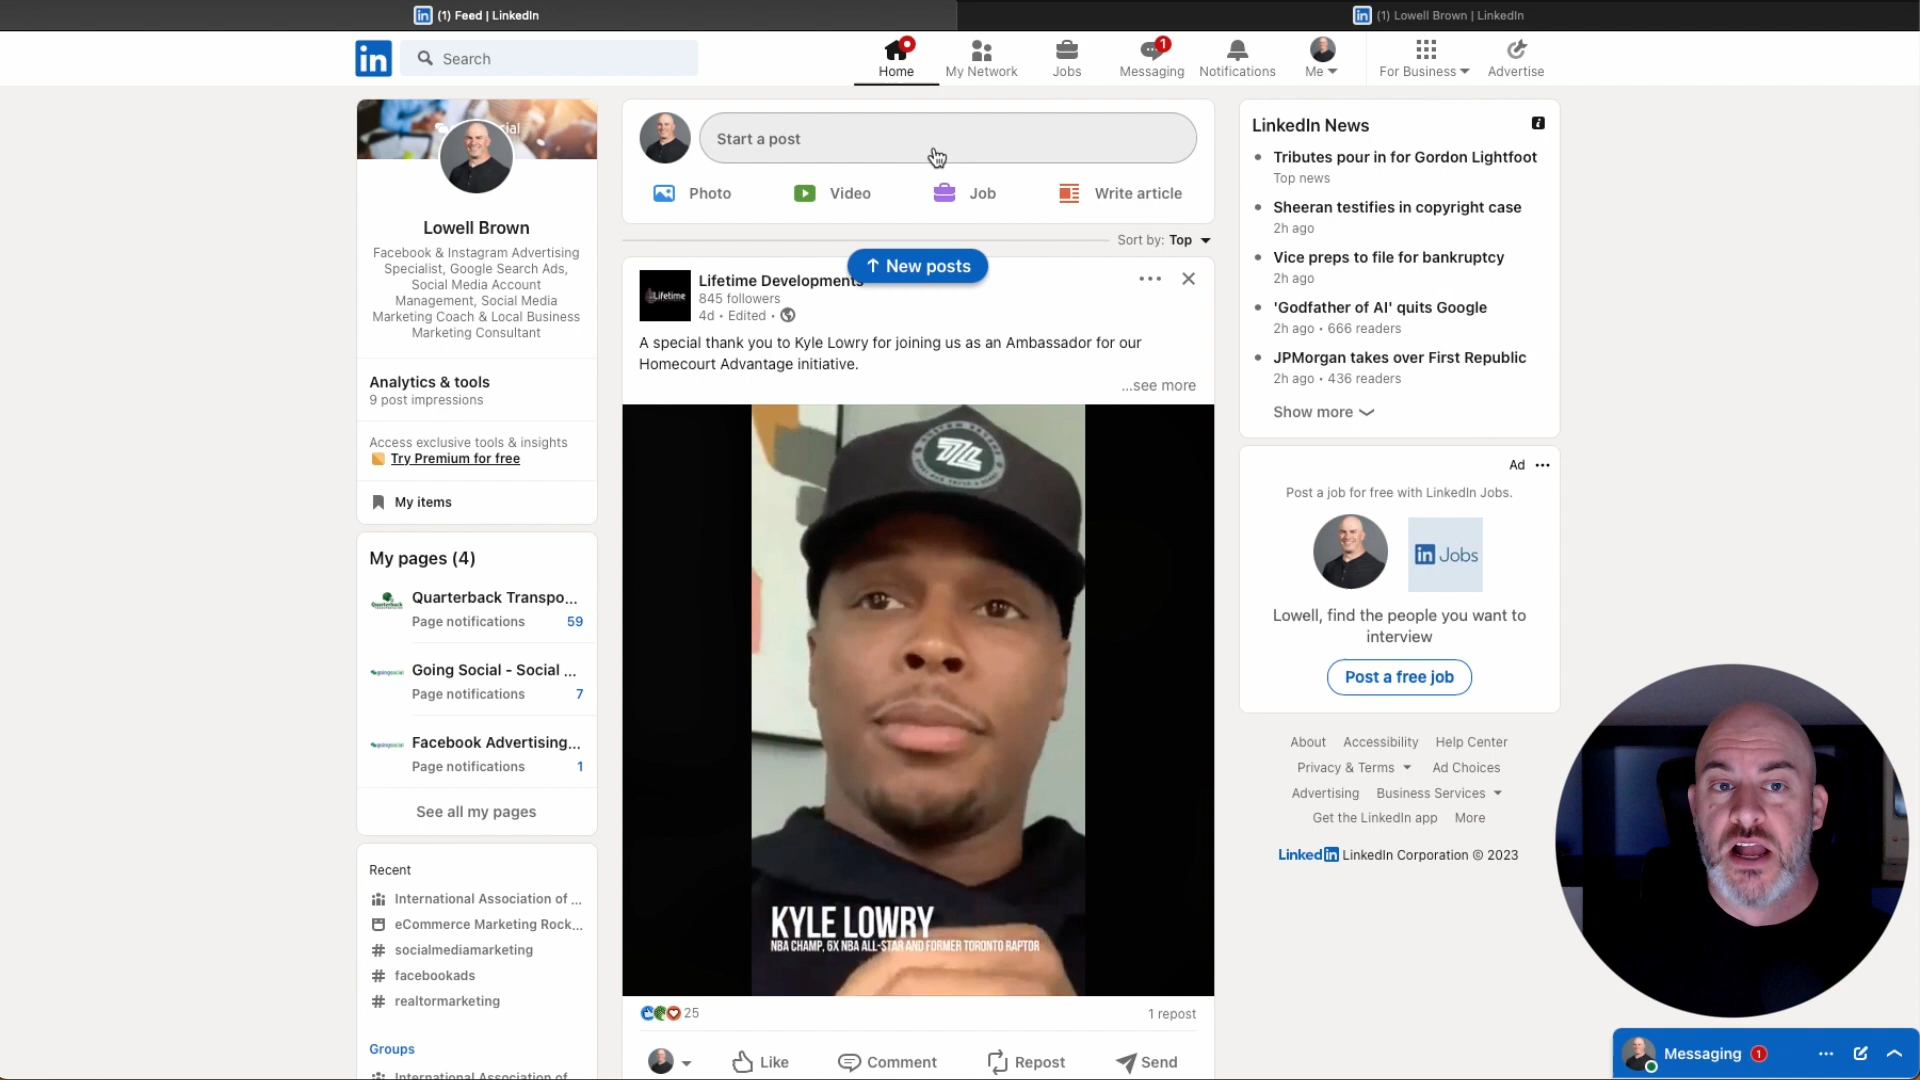 (1) Feed | LinkedIn
(1) Lowell Brown | LinkedIn
in
Search
Home
My Network
Jobs
1
Messaging
Notifications
Me
For Business
Advertise
Lowell Brown
Facebook & Instagram Advertising
Specialist, Google Search Ads,
Social Media Account
Management, Social Media
Marketing Coach & Local Business
Marketing Consultant
Analytics & tools
9 post impressions
Access exclusive tools & insights
Try Premium for free
My items
My pages (4)
Quarterback Transpo...
Page notifications 59
Going Social - Social ...
Page notifications 7
Facebook Advertising...
Page notifications 1
See all my pages
Recent
International Association of ...
eCommerce Marketing Rock...
# socialmediamarketing
# facebookads
# realtormarketing
Groups
International Association of
Start a post
Photo
Video
Job
Write article
Sort by: Top
↑ New posts
Lifetime
Lifetime Developments
845 followers
4d • Edited •
A special thank you to Kyle Lowry for joining us as an Ambassador for our
Homecourt Advantage initiative.
...see more
KYLE LOWRY
NBA CHAMP, 6X NBA ALL-STAR AND FORMER TORONTO RAPTOR
25
1 repost
Like
Comment
Repost
Send
LinkedIn News
• Tributes pour in for Gordon Lightfoot
Top news
• Sheeran testifies in copyright case
2h ago
• Vice preps to file for bankruptcy
2h ago
• 'Godfather of AI' quits Google
2h ago • 666 readers
• JPMorgan takes over First Republic
2h ago • 436 readers
Show more
Ad ...
Post a job for free with LinkedIn Jobs.
in Jobs
Lowell, find the people you want to
interview
Post a free job
About Accessibility Help Center
Privacy & Terms Ad Choices
Advertising Business Services
Get the LinkedIn app More
LinkedIn LinkedIn Corporation © 2023
Messaging 1